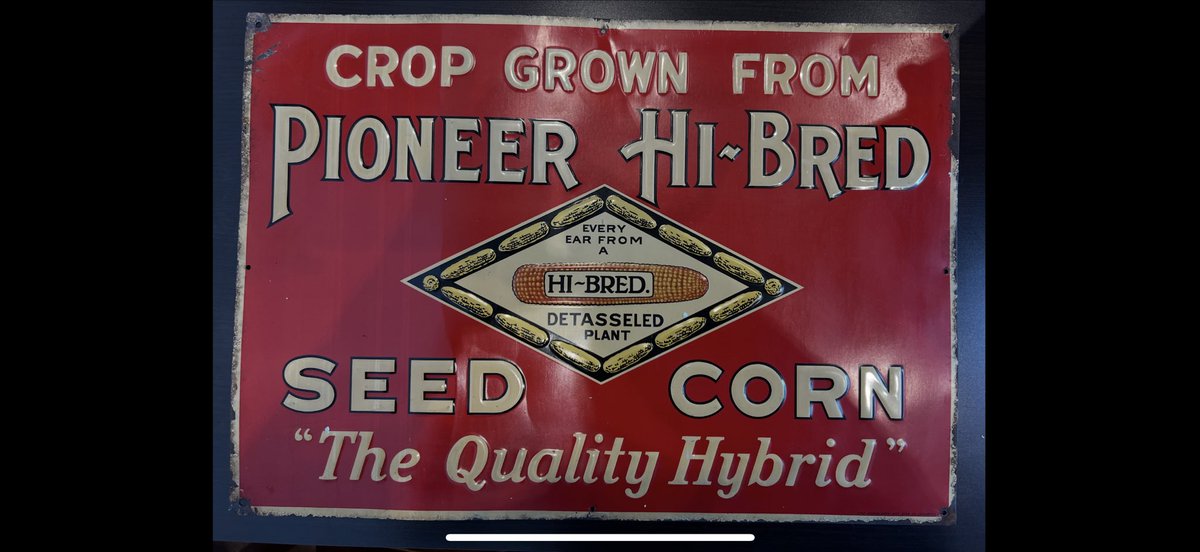 CROP GROWN FROM
PIONEER HI~BRED
EVERY
EAR FROM
A
HI~BRED.
DETASSELED
PLANT
SEED CORN
“The Quality Hybrid”